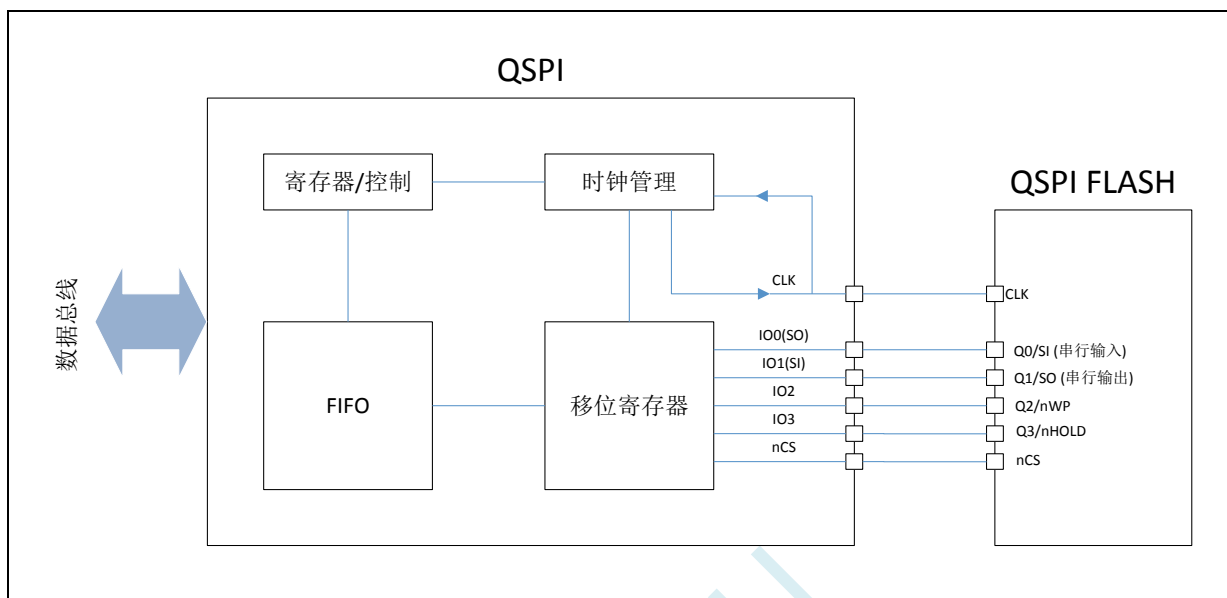 QSPI
寄存器/控制
时钟管理
QSPI FLASH
数据总线
CLK
CLK
FIFO
移位寄存器
IO0(SO)
Q0/SI (串行输入)
IO1(SI)
Q1/SO (串行输出)
IO2
Q2/nWP
IO3
Q3/nHOLD
nCS
nCS